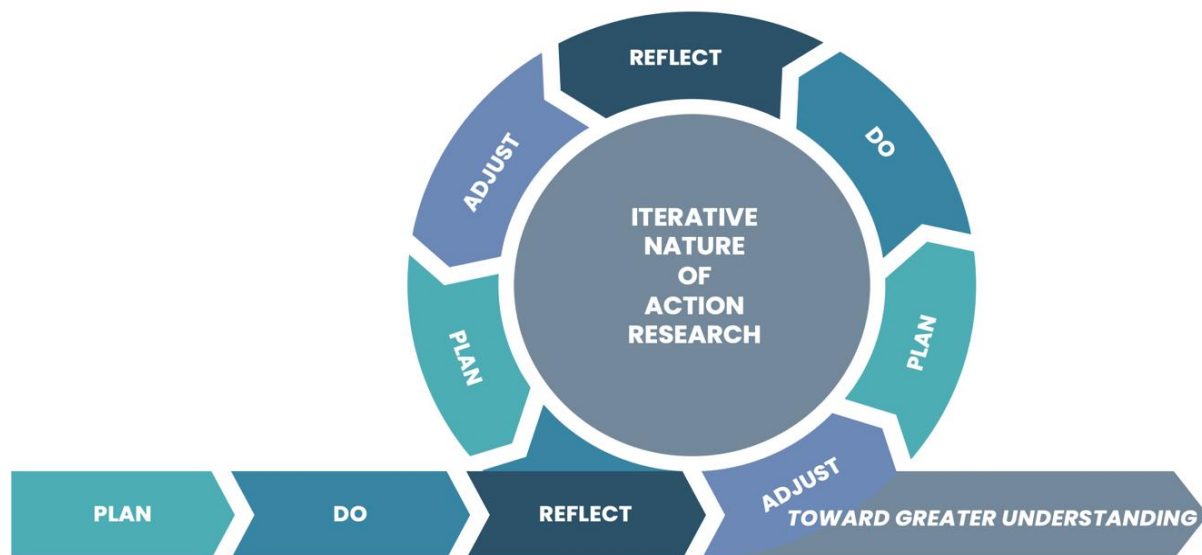 REFLECT
DO
ADJUST
ITERATIVE
NATURE
OF
ACTION
RESEARCH
PLAN
PLAN
ADJUST
PLAN
DO
REFLECT
TOWARD GREATER UNDERSTANDING